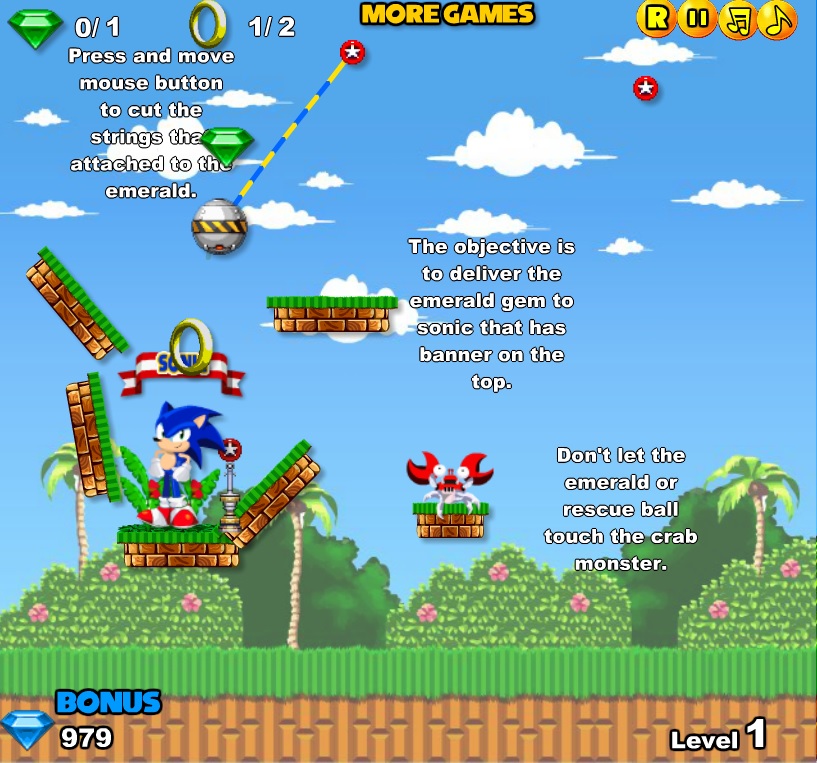 0/1
1/2
MORE GAMES
R
Press and move
mouse button
to cut the
strings that
attached to the
emerald.
The objective is
to deliver the
emerald gem to
sonic that has
banner on the
top.
SONIC
Don't let the
emerald or
rescue ball
touch the crab
monster.
BONUS
979
Level 1